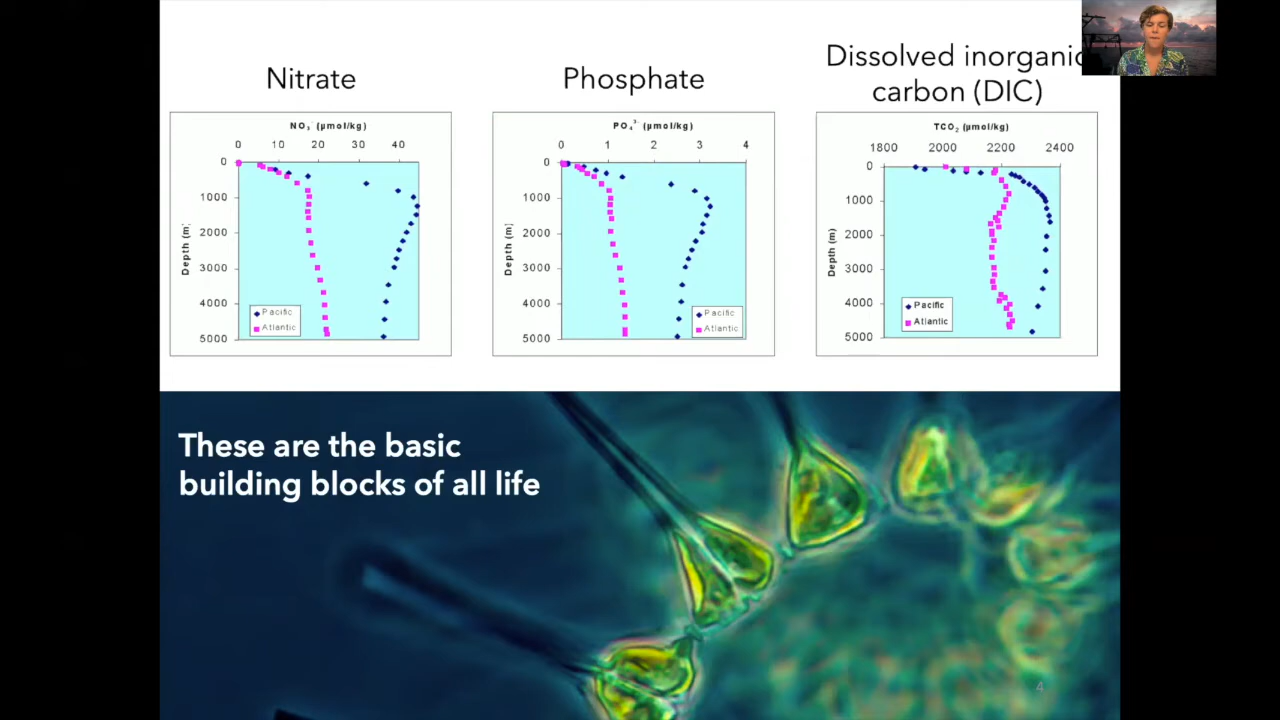 Nitrate
Phosphate
Dissolved inorganic
carbon (DIC)
NO3 (µmol/kg)
0 10 20 30 40
0
1000
2000
3000
4000
5000
Depth (m)
Pacific
Atlantic
PO4 3- (µmol/kg)
0 1 2 3 4
0
1000
2000
3000
4000
5000
Depth (m)
Pacific
Atlantic
TCO2 (µmol/kg)
1800 2000 2200 2400
0
1000
2000
3000
4000
5000
Depth (m)
Pacific
Atlantic
These are the basic
building blocks of all life
4